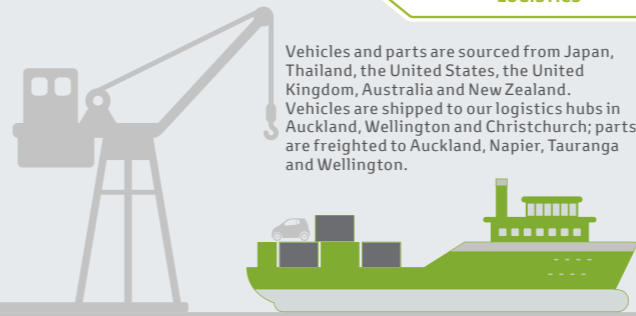 LOGISTICS
Vehicles and parts are sourced from Japan,
Thailand, the United States, the United
Kingdom, Australia and New Zealand.
Vehicles are shipped to our logistics hubs in
Auckland, Wellington and Christchurch; parts
are freighted to Auckland, Napier, Tauranga
and Wellington.